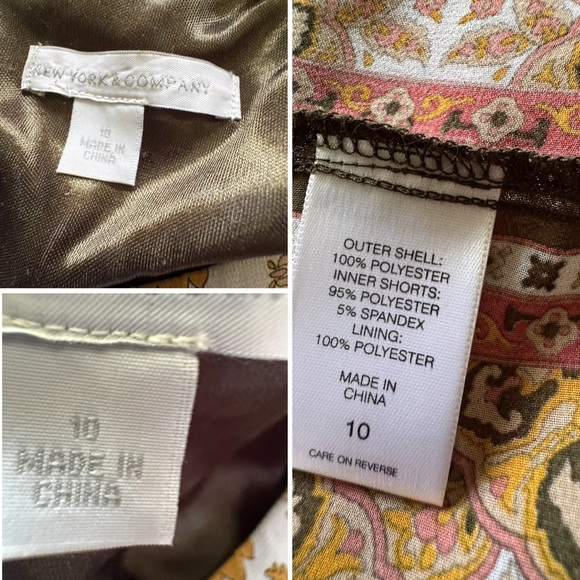 NEW YORK & COMPANY
10
MADE IN
CHINA
OUTER SHELL:
100% POLYESTER
INNER SHORTS:
95% POLYESTER
5% SPANDEX
LINING:
100% POLYESTER
MADE IN
CHINA
10
CARE ON REVERSE
10
MADE IN
CHINA